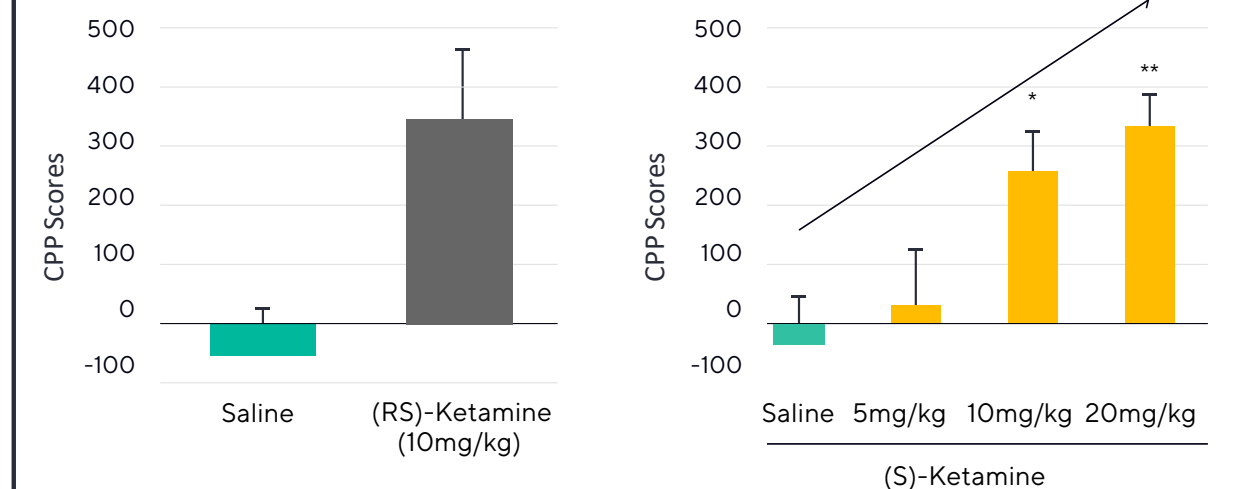 500
400
300
200
100
0
-100
CPP Scores
Saline
(RS)-Ketamine
(10mg/kg)
500
400
300
200
100
0
-100
CPP Scores
*
**
Saline 5mg/kg 10mg/kg 20mg/kg
(S)-Ketamine